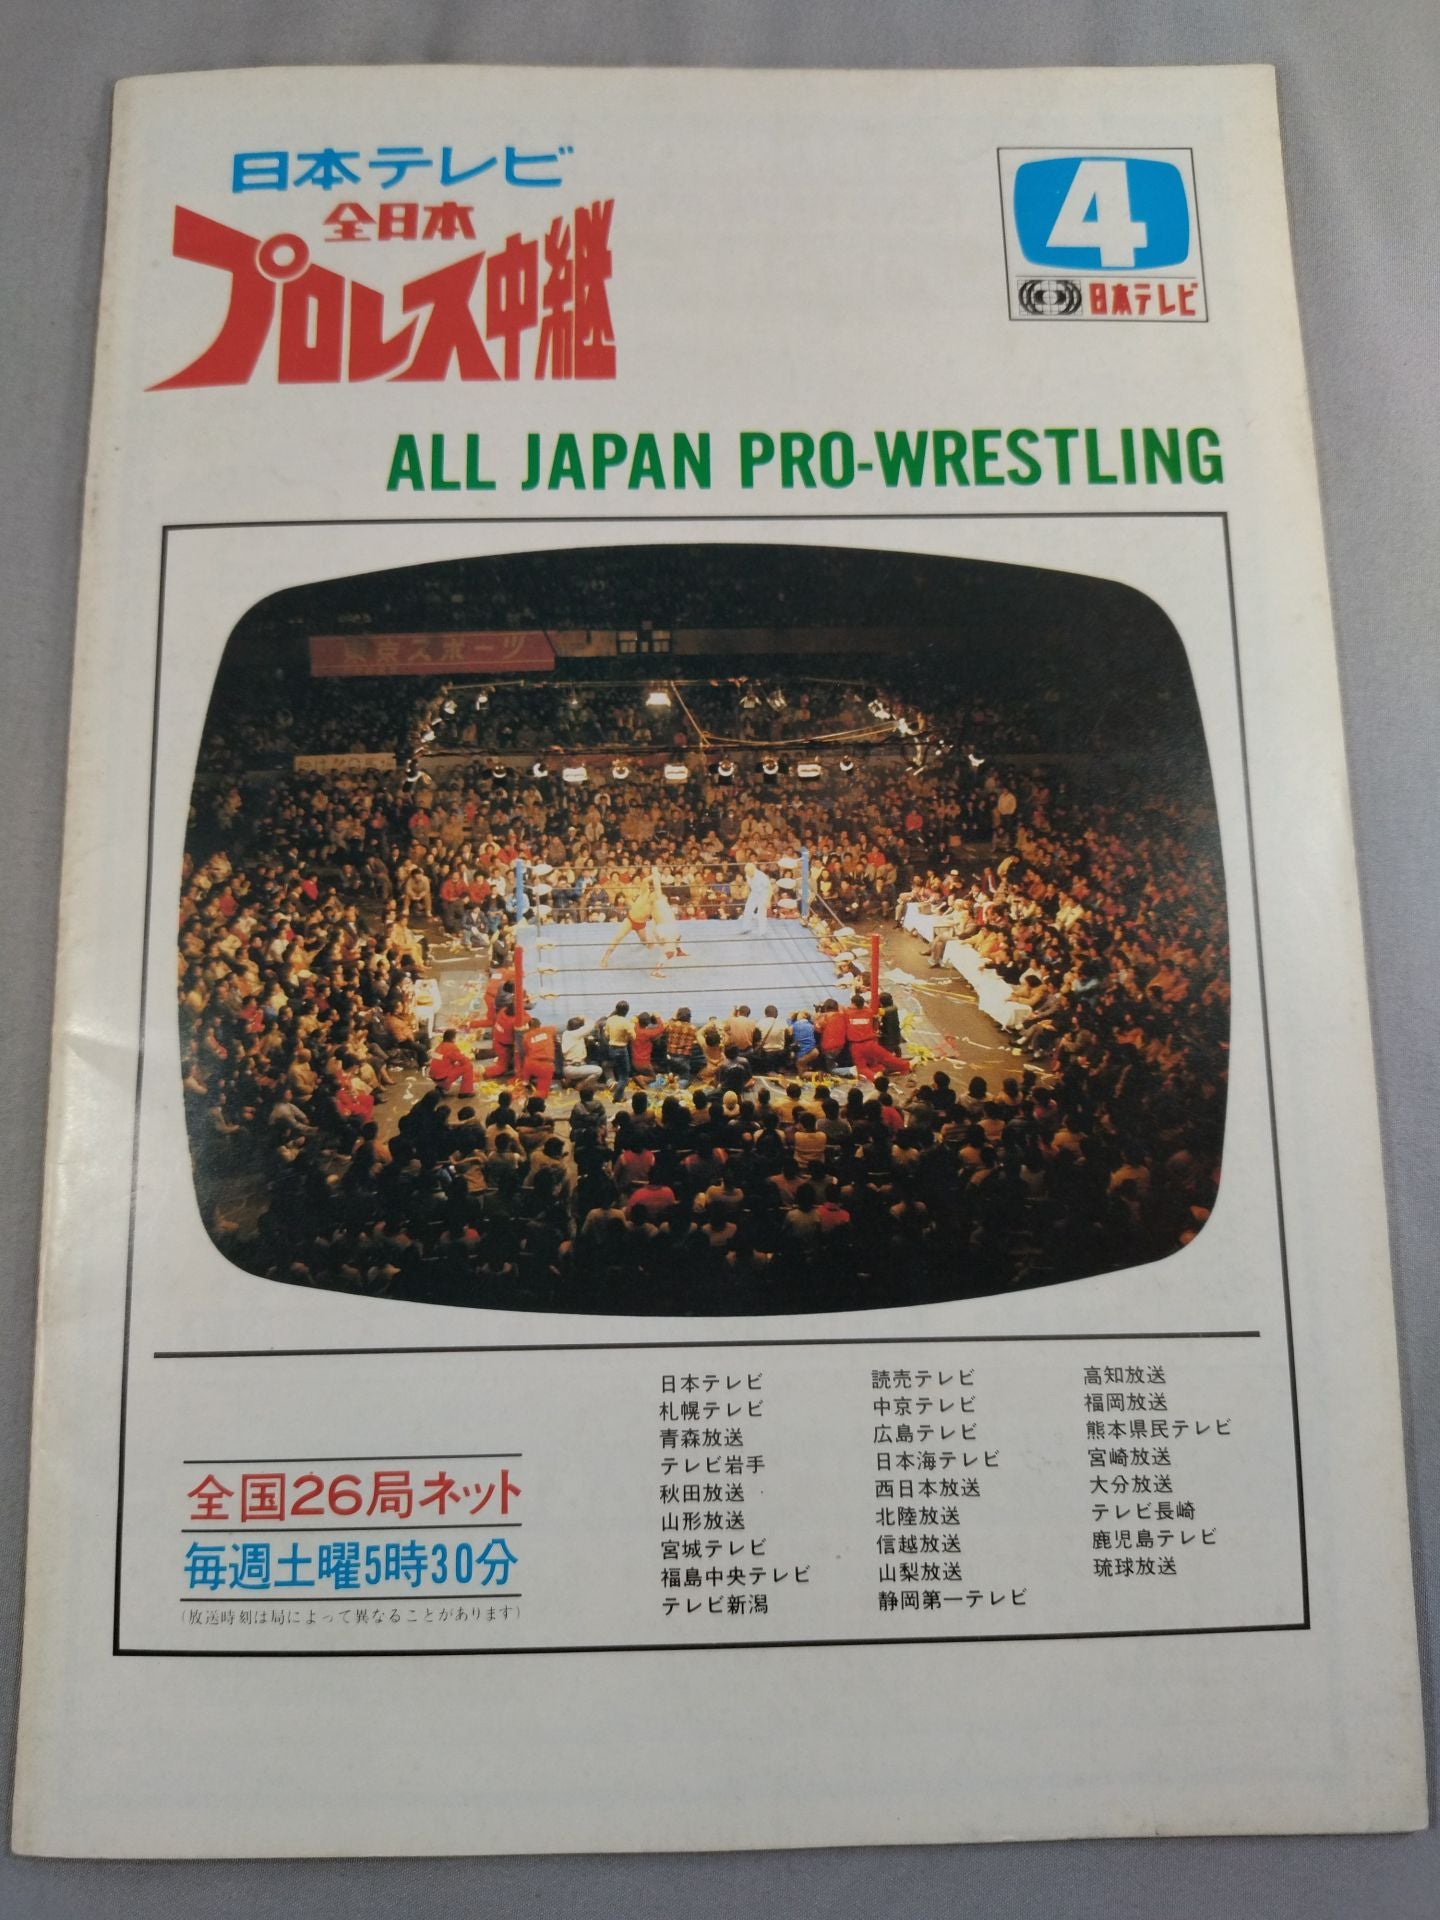 日本テレビ
全日本
プロレス中継
4
日本テレビ
ALL JAPAN PRO-WRESTLING
東京スポーツ
全国26局ネット
毎週土曜5時30分
(放送時刻は局によって異なることがあります)
日本テレビ
札幌テレビ
青森放送
テレビ岩手
秋田放送
山形放送
宮城テレビ
福島中央テレビ
テレビ新潟
読売テレビ
中京テレビ
広島テレビ
日本海テレビ
西日本放送
北陸放送
信越放送
山梨放送
静岡第一テレビ
高知放送
福岡放送
熊本県民テレビ
宮崎放送
大分放送
テレビ長崎
鹿児島テレビ
琉球放送